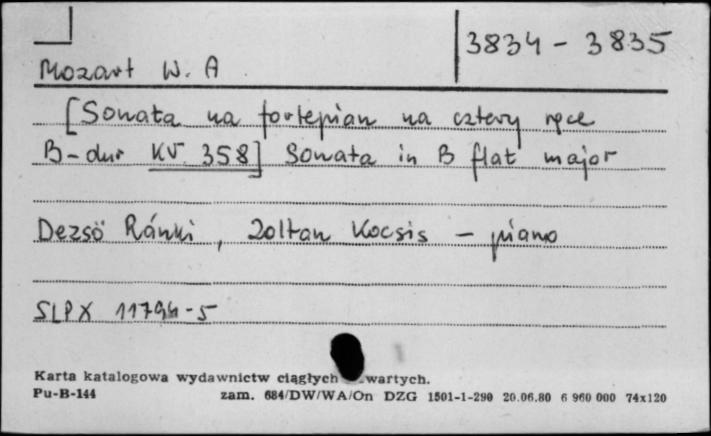 3834 - 3835
Mozart W. A
[Sonata na fortepian na cztery ręce
B-dur KV 358] Sonata in B flat major
Dezsö Ránki, Zoltan Kocsis - piano
SLPX 11794-5
Karta katalogowa wydawnictw ciągłych wartych.
Pu-B-144 zam. 684/DW/WA/On DZG 1501-1-290 20.06.80 6 960 000 74x120